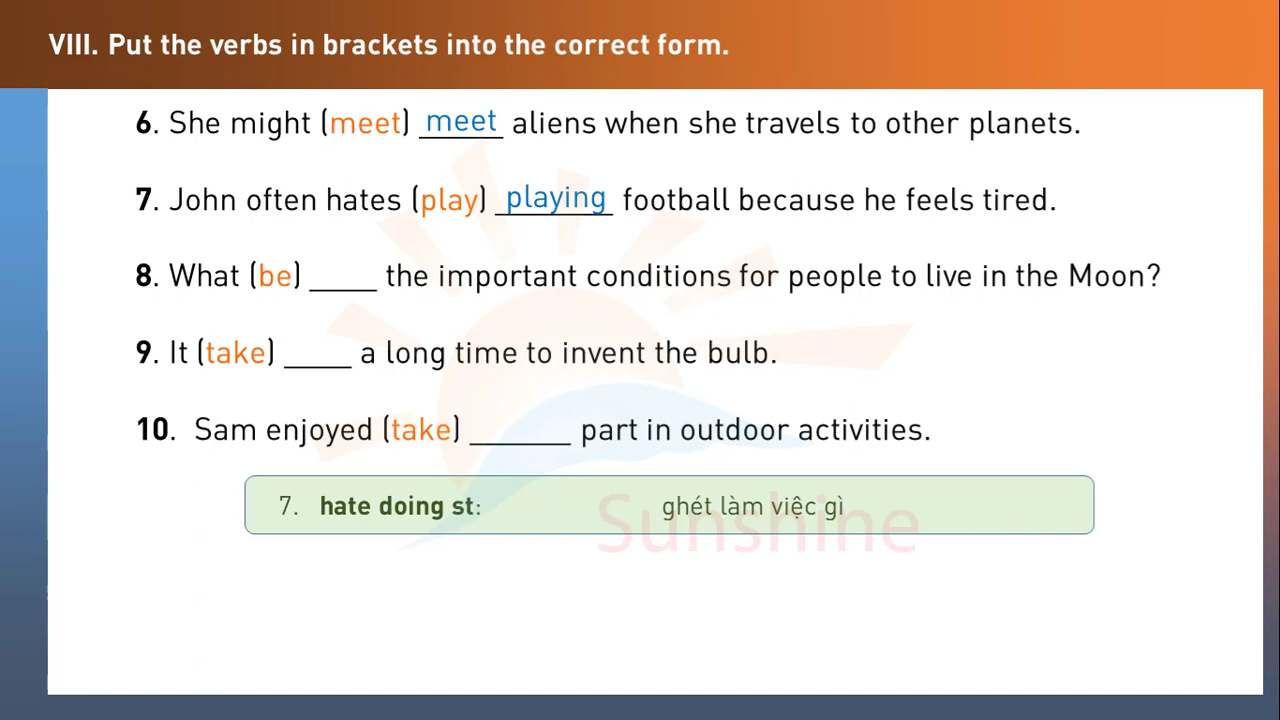 VIII. Put the verbs in brackets into the correct form.
6. She might (meet) meet aliens when she travels to other planets.
7. John often hates (play) playing football because he feels tired.
8. What (be) ____ the important conditions for people to live in the Moon?
9. It (take) ____ a long time to invent the bulb.
10. Sam enjoyed (take) ______ part in outdoor activities.
7. hate doing st: ghét làm việc gì
Sunshine